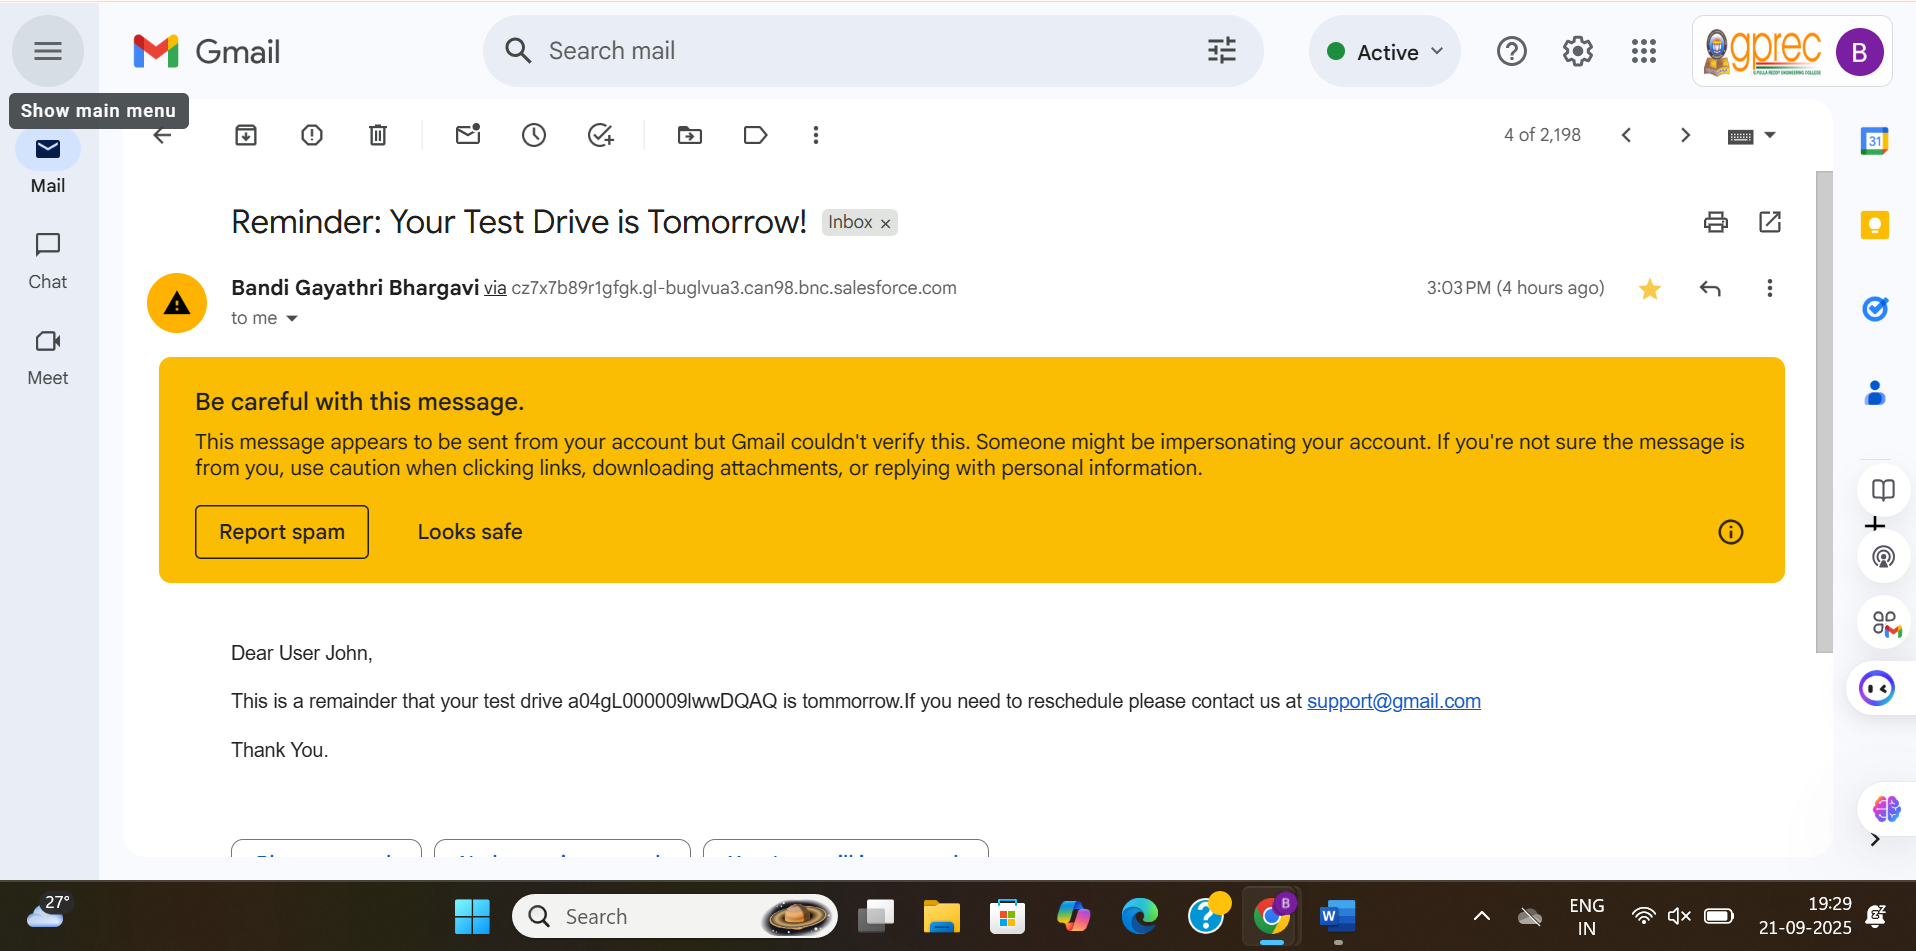 Gmail
Search mail
Active
gprec
G.PULLA REDDY ENGINEERING COLLEGE
B
Show main menu
4 of 2,198
31
Mail
Reminder: Your Test Drive is Tomorrow!
Inbox x
Chat
Bandi Gayathri Bhargavi via cz7x7b89r1gfgk.gl-buglvua3.can98.bnc.salesforce.com
3:03 PM (4 hours ago)
to me
Meet
Be careful with this message.
This message appears to be sent from your account but Gmail couldn't verify this. Someone might be impersonating your account. If you're not sure the message is
from you, use caution when clicking links, downloading attachments, or replying with personal information.
Report spam
Looks safe
Dear User John,
This is a remainder that your test drive a04gL000009lwwDQAQ is tommorrow.If you need to reschedule please contact us at support@gmail.com
Thank You.
27°
Search
B
W
ENG
IN
19:29
21-09-2025